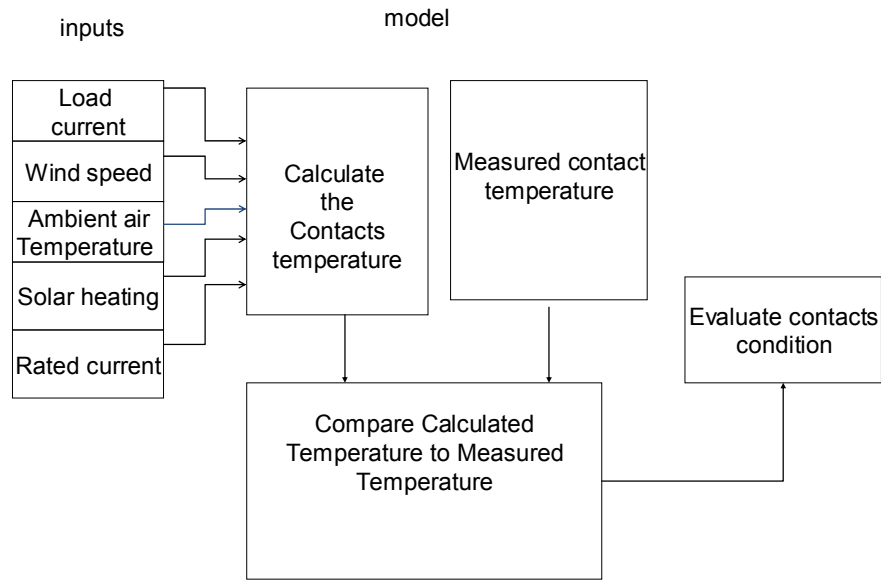 inputs
model
Load
current
Wind speed
Ambient air
Temperature
Solar heating
Rated current
Calculate
the
Contacts
temperature
Measured contact
temperature
Evaluate contacts
condition
Compare Calculated
Temperature to Measured
Temperature